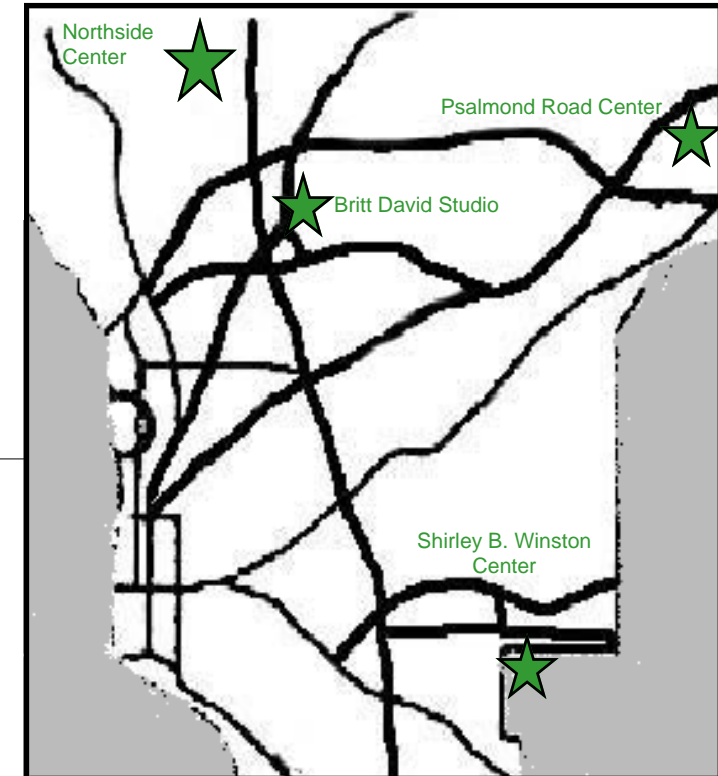 Northside
Center
Psalmond Road Center
Britt David Studio
Shirley B. Winston
Center